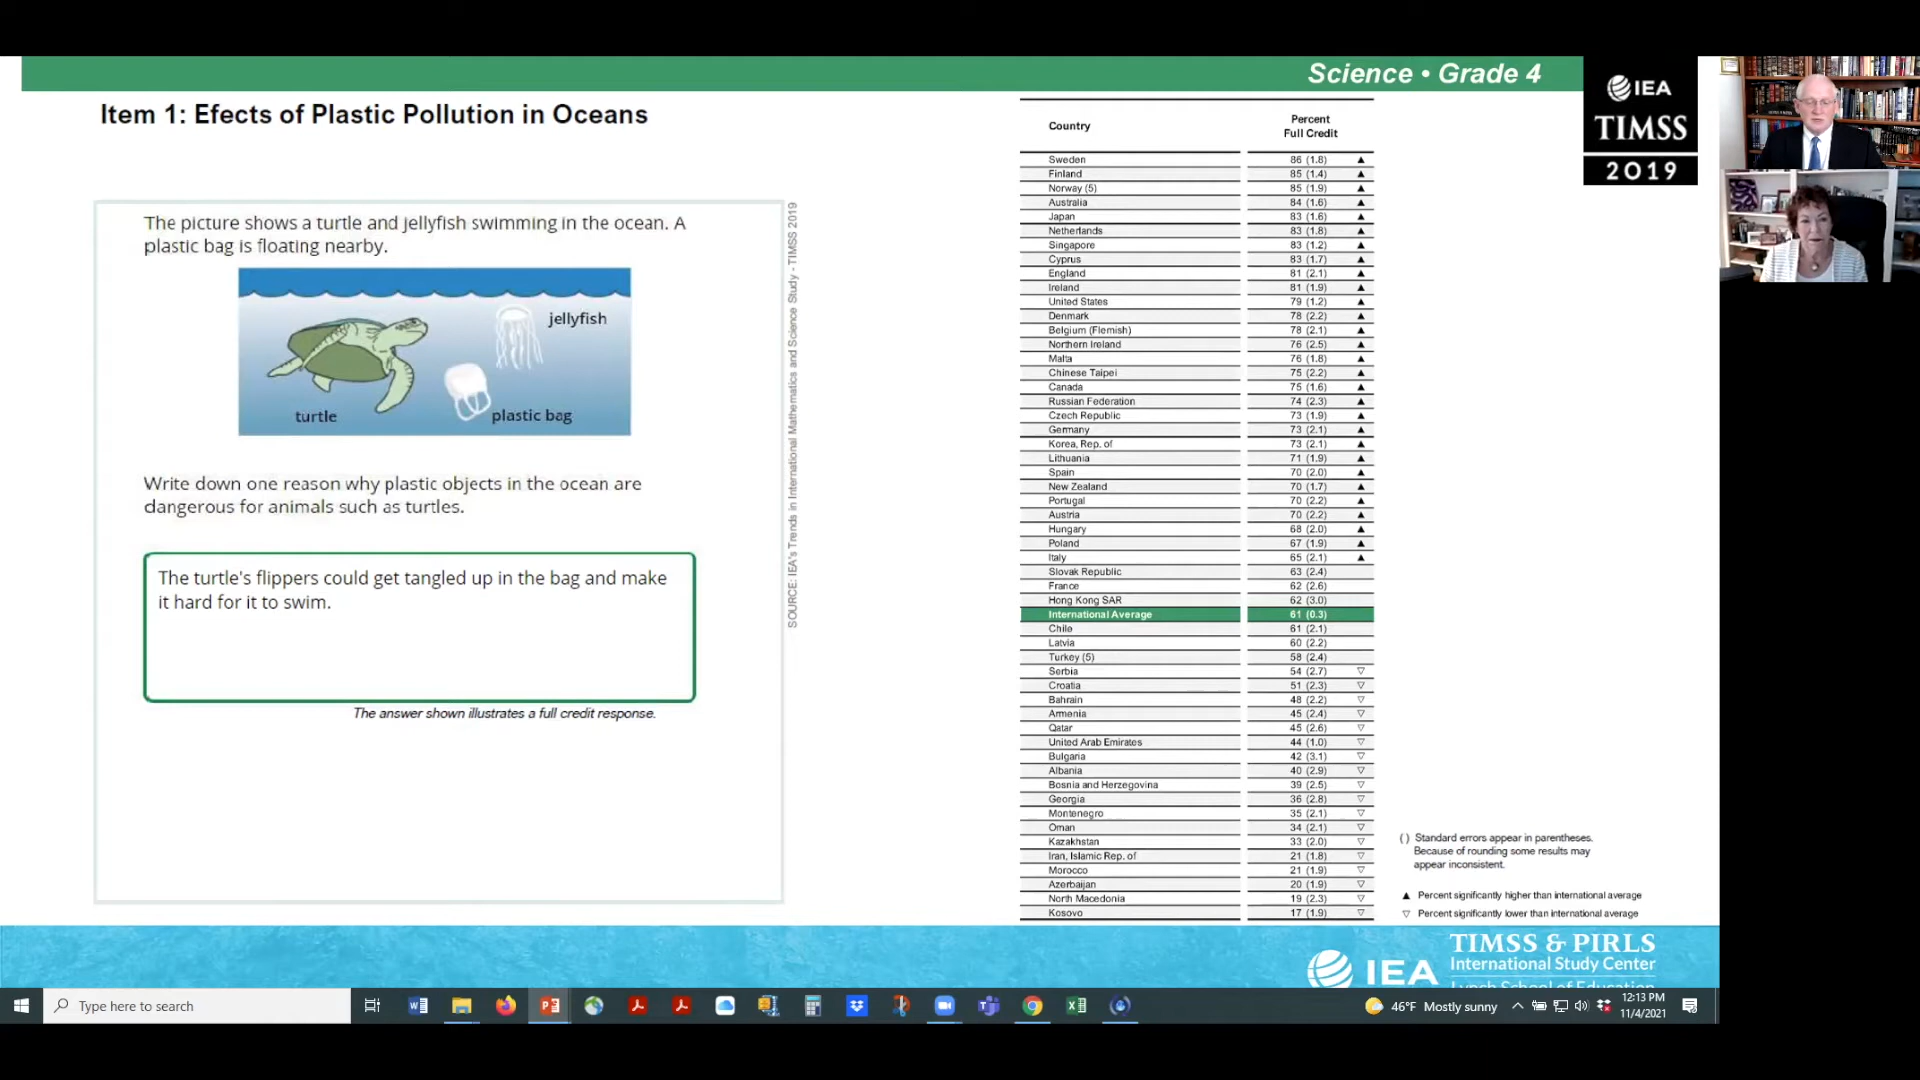 Science • Grade 4
IEA
TIMSS
2019
Item 1: Efects of Plastic Pollution in Oceans
The picture shows a turtle and jellyfish swimming in the ocean. A
plastic bag is floating nearby.
jellyfish
turtle
plastic bag
Write down one reason why plastic objects in the ocean are
dangerous for animals such as turtles.
The turtle's flippers could get tangled up in the bag and make
it hard for it to swim.
The answer shown illustrates a full credit response.
SOURCE: IEA's Trends in International Mathematics and Science Study - TIMSS 2019
Country Percent
Full Credit
Sweden 86 (1.8) ▲
Finland 85 (1.4) ▲
Norway (5) 85 (1.9) ▲
Australia 84 (1.6) ▲
Japan 83 (1.6) ▲
Netherlands 83 (1.8) ▲
Singapore 83 (1.2) ▲
Cyprus 83 (1.7) ▲
England 81 (2.1) ▲
Ireland 81 (1.9) ▲
United States 79 (1.2) ▲
Denmark 78 (2.2) ▲
Belgium (Flemish) 78 (2.1) ▲
Northern Ireland 76 (2.5) ▲
Malta 76 (1.8) ▲
Chinese Taipei 75 (2.2) ▲
Canada 75 (1.6) ▲
Russian Federation 74 (2.3) ▲
Czech Republic 73 (1.9) ▲
Germany 73 (2.1) ▲
Korea, Rep. of 73 (2.1) ▲
Lithuania 71 (1.9) ▲
Spain 70 (2.0) ▲
New Zealand 70 (1.7) ▲
Portugal 70 (2.2) ▲
Austria 70 (2.2) ▲
Hungary 68 (2.0) ▲
Poland 67 (1.9) ▲
Italy 65 (2.1) ▲
Slovak Republic 63 (2.4)
France 62 (2.6)
Hong Kong SAR 62 (3.0)
International Average 61 (0.3)
Chile 61 (2.1)
Latvia 60 (2.2)
Turkey (5) 58 (2.4)
Serbia 54 (2.7) ▽
Croatia 51 (2.3) ▽
Bahrain 48 (2.2) ▽
Armenia 45 (2.4) ▽
Qatar 45 (2.6) ▽
United Arab Emirates 44 (1.0) ▽
Bulgaria 42 (3.1) ▽
Albania 40 (2.9) ▽
Bosnia and Herzegovina 39 (2.5) ▽
Georgia 36 (2.8) ▽
Montenegro 35 (2.1) ▽
Oman 34 (2.1) ▽
Kazakhstan 33 (2.0) ▽
Iran, Islamic Rep. of 21 (1.8) ▽
Morocco 21 (1.9) ▽
Azerbaijan 20 (1.9) ▽
North Macedonia 19 (2.3) ▽
Kosovo 17 (1.9) ▽
( ) Standard errors appear in parentheses.
Because of rounding some results may
appear inconsistent.
▲ Percent significantly higher than international average
▽ Percent significantly lower than international average
IEA
TIMSS & PIRLS
International Study Center
Lynch School of Education
Type here to search
46°F Mostly sunny
12:13 PM
11/4/2021